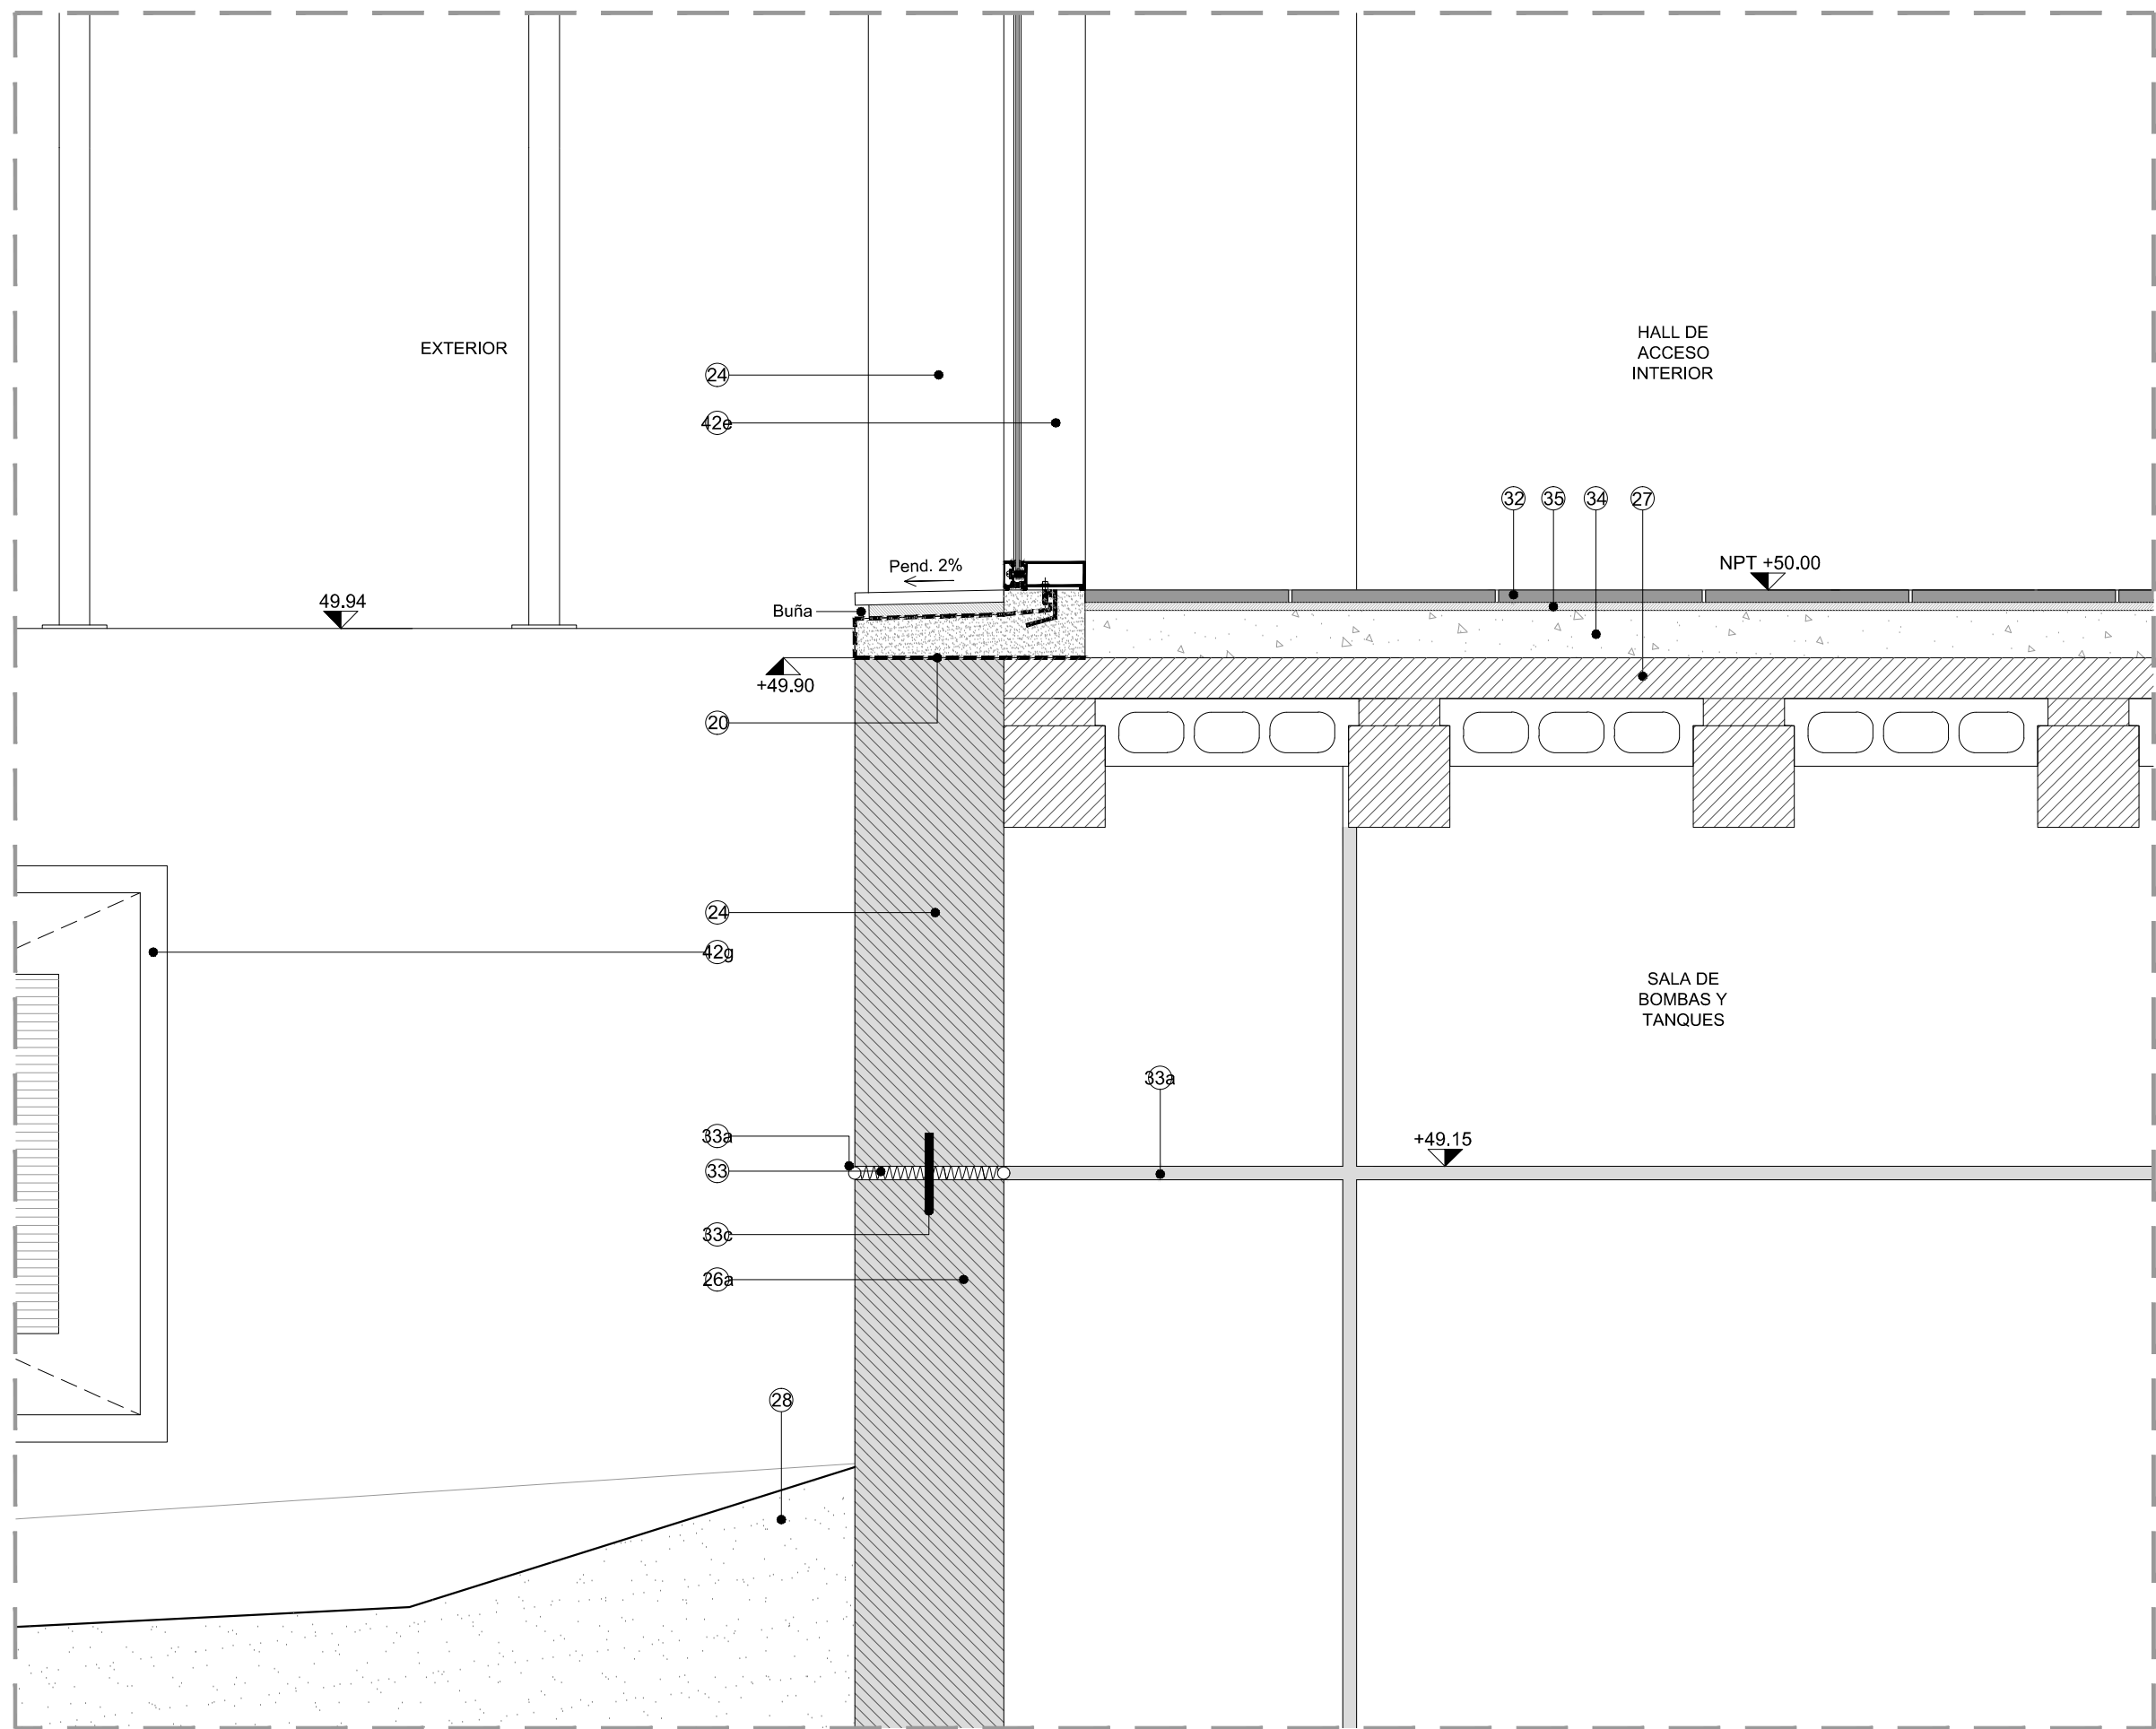 EXTERIOR
HALL DE
ACCESO
INTERIOR
24
42e
32
35
34
27
Pend. 2%
NPT +50.00
49.94
Buña
+49.90
20
24
42g
SALA DE
BOMBAS Y
TANQUES
33a
33a
+49.15
33
33c
26a
28